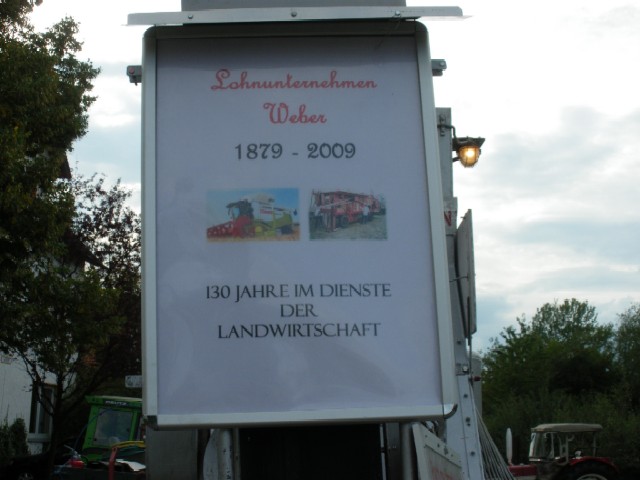 Lohnunternehmen
Weber
1879 - 2009
130 JAHRE IM DIENSTE
DER
LANDWIRTSCHAFT